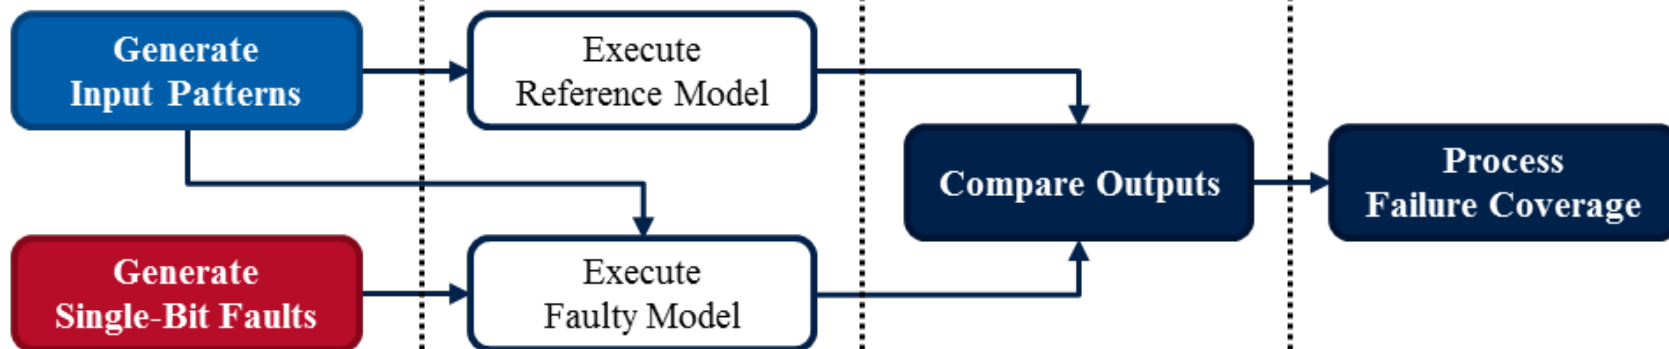 Generate
Input Patterns
Execute
Reference Model
Compare Outputs
Process
Failure Coverage
Generate
Single-Bit Faults
Execute
Faulty Model